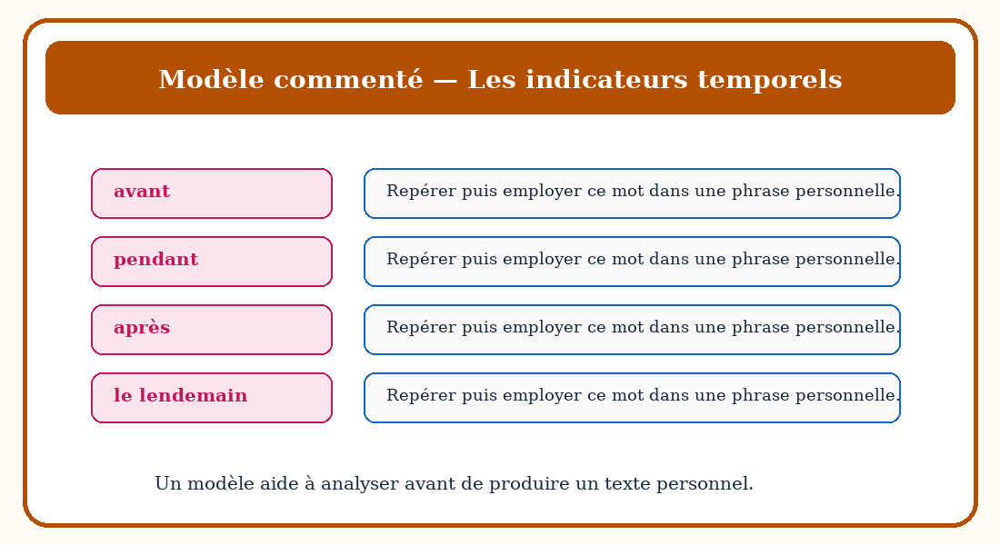 Modèle commenté — Les indicateurs temporels
avant
Repérer puis employer ce mot dans une phrase personnelle.
pendant
Repérer puis employer ce mot dans une phrase personnelle.
après
Repérer puis employer ce mot dans une phrase personnelle.
le lendemain
Repérer puis employer ce mot dans une phrase personnelle.
Un modèle aide à analyser avant de produire un texte personnel.